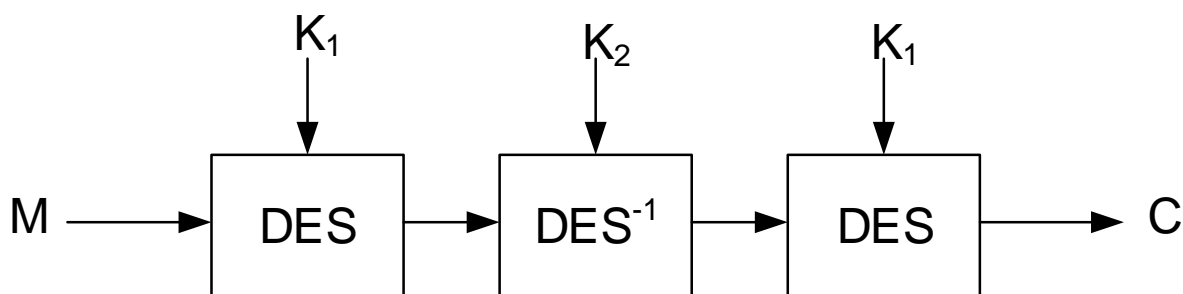 K₁ K₂ K₁
M DES DES⁻¹ DES C